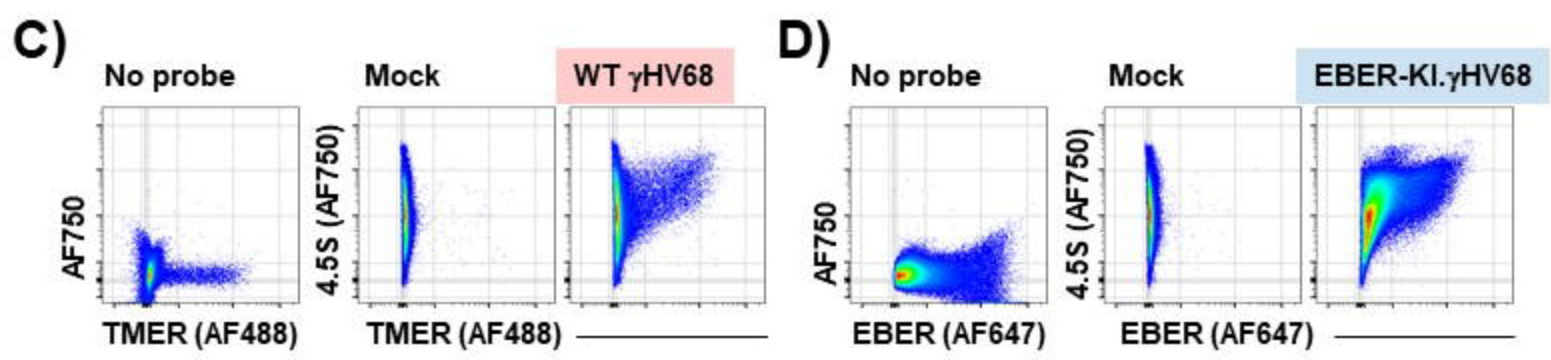 C)
No probe
Mock
WT γHV68
AF750
4.5S (AF750)
TMER (AF488)
TMER (AF488)
D)
No probe
Mock
EBER-KI.γHV68
AF750
4.5S (AF750)
EBER (AF647)
EBER (AF647)